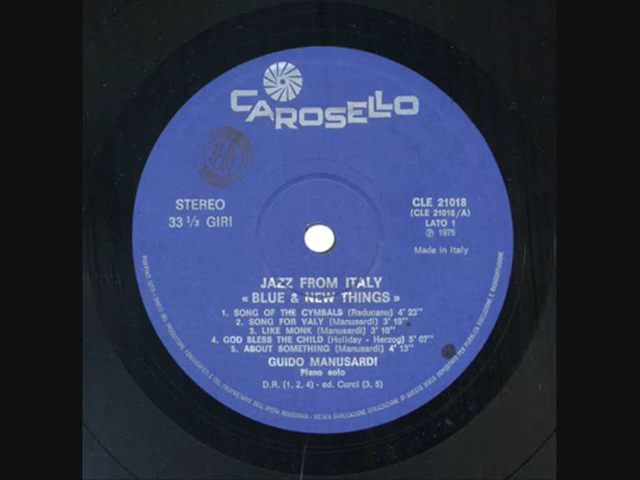 CAROSELLO
STEREO
33 1/3 GIRI
CLE 21018
(CLE 21018/A)
LATO 1
Ⓟ 1975
Made in Italy
JAZZ FROM ITALY
« BLUE & NEW THINGS »
1. SONG OF THE CYMBALS (Raducanu) 4' 23"
2. SONG FOR VALY (Manusardi) 3' 19"
3. LIKE MONK (Manusardi) 3' 10"
4. GOD BLESS THE CHILD (Holiday - Herzog) 5' 07"
5. ABOUT SOMETHING (Manusardi) 4' 13"
GUIDO MANUSARDI
Piano solo
D.R. (1, 2, 4) - ed. Curci (3, 5)